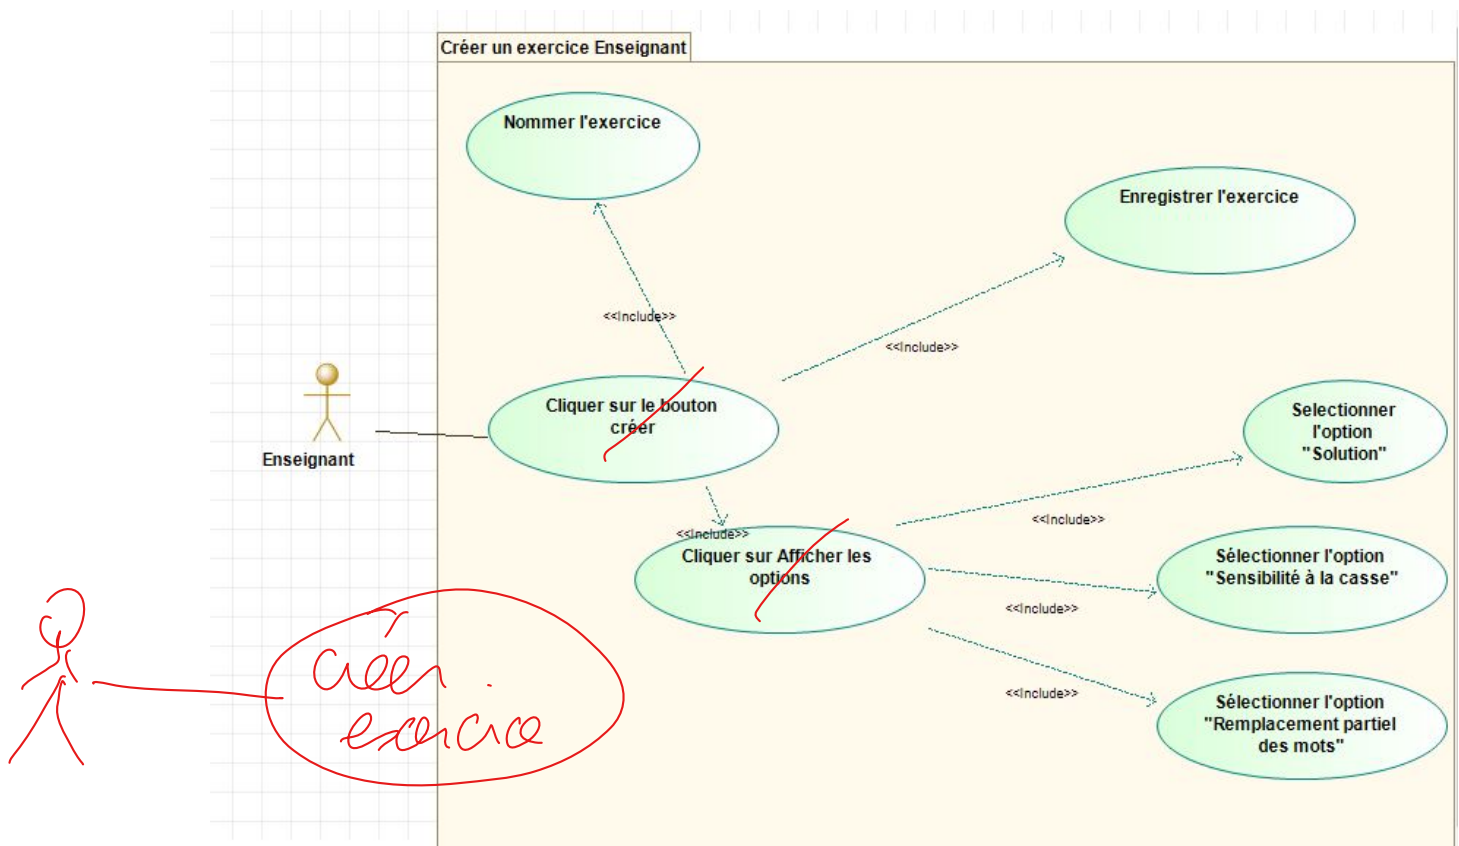 Créer un exercice Enseignant
Nommer l'exercice
Enregistrer l'exercice
<<Include>>
<<Include>>
Cliquer sur le bouton
créer
Selectionner
l'option
"Solution"
Enseignant
<<Include>>
<<Include>>
Cliquer sur Afficher les
options
Sélectionner l'option
"Sensibilité à la casse"
<<Include>>
créer
exercice
<<Include>>
Sélectionner l'option
"Remplacement partiel
des mots"